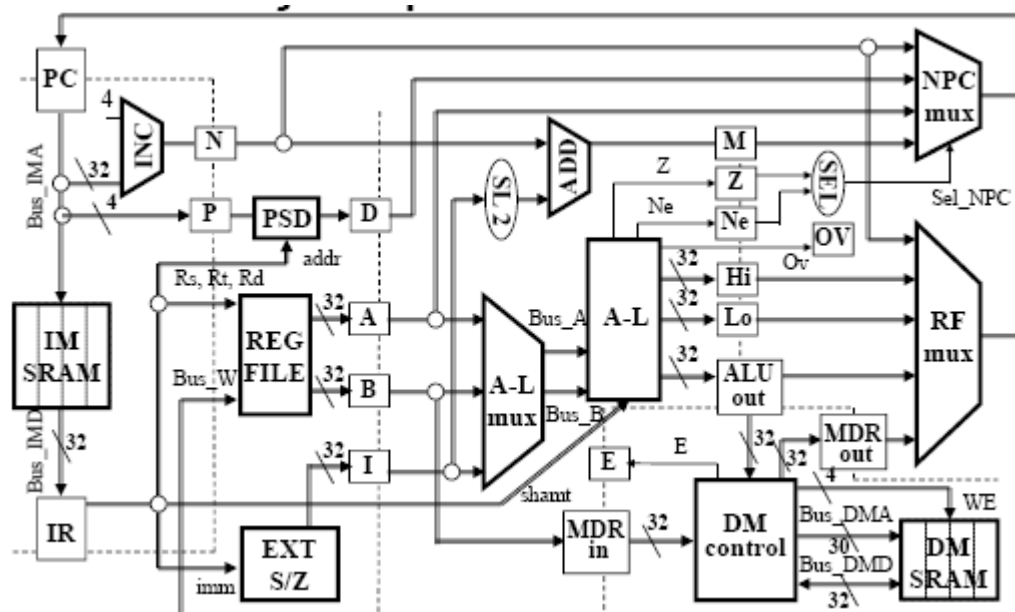 PC
4
INC
N
32
Bus_IMA
4
P
PSD
D
addr
SL 2
ADD
M
Z
Z
Ne
Ne
SEL
OV
Ov
NPC
mux
Sel_NPC
Rs, Rt, Rd
IM
SRAM
Bus_IMD
32
IR
REG
FILE
Bus_W
32
A
32
B
32
I
EXT
S/Z
imm
A-L
mux
Bus_A
Bus_B
shamt
A-L
32
Hi
32
Lo
32
ALU
out
RF
mux
MDR
out
E
E
MDR
in
32
32
32
4
WE
DM
control
Bus_DMA
30
Bus_DMD
32
DM
SRAM